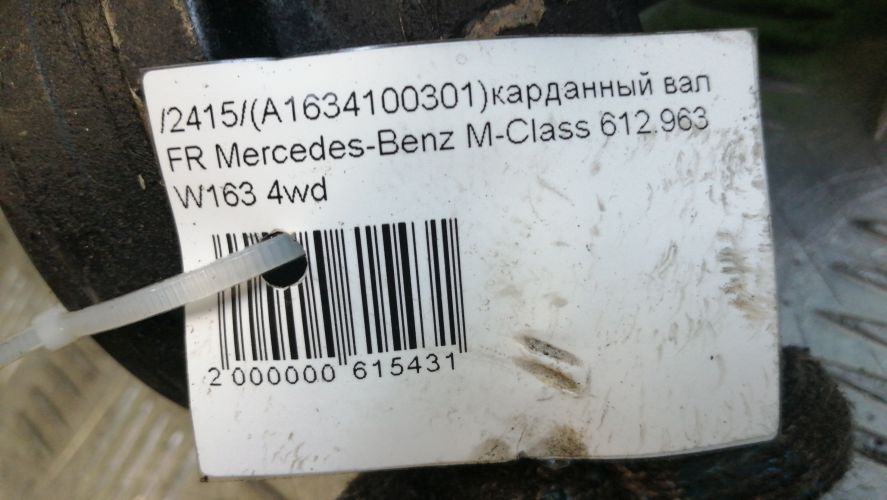 /2415/(A1634100301)карданный вал
FR Mercedes-Benz M-Class 612.963
W163 4wd
2 000000 615431